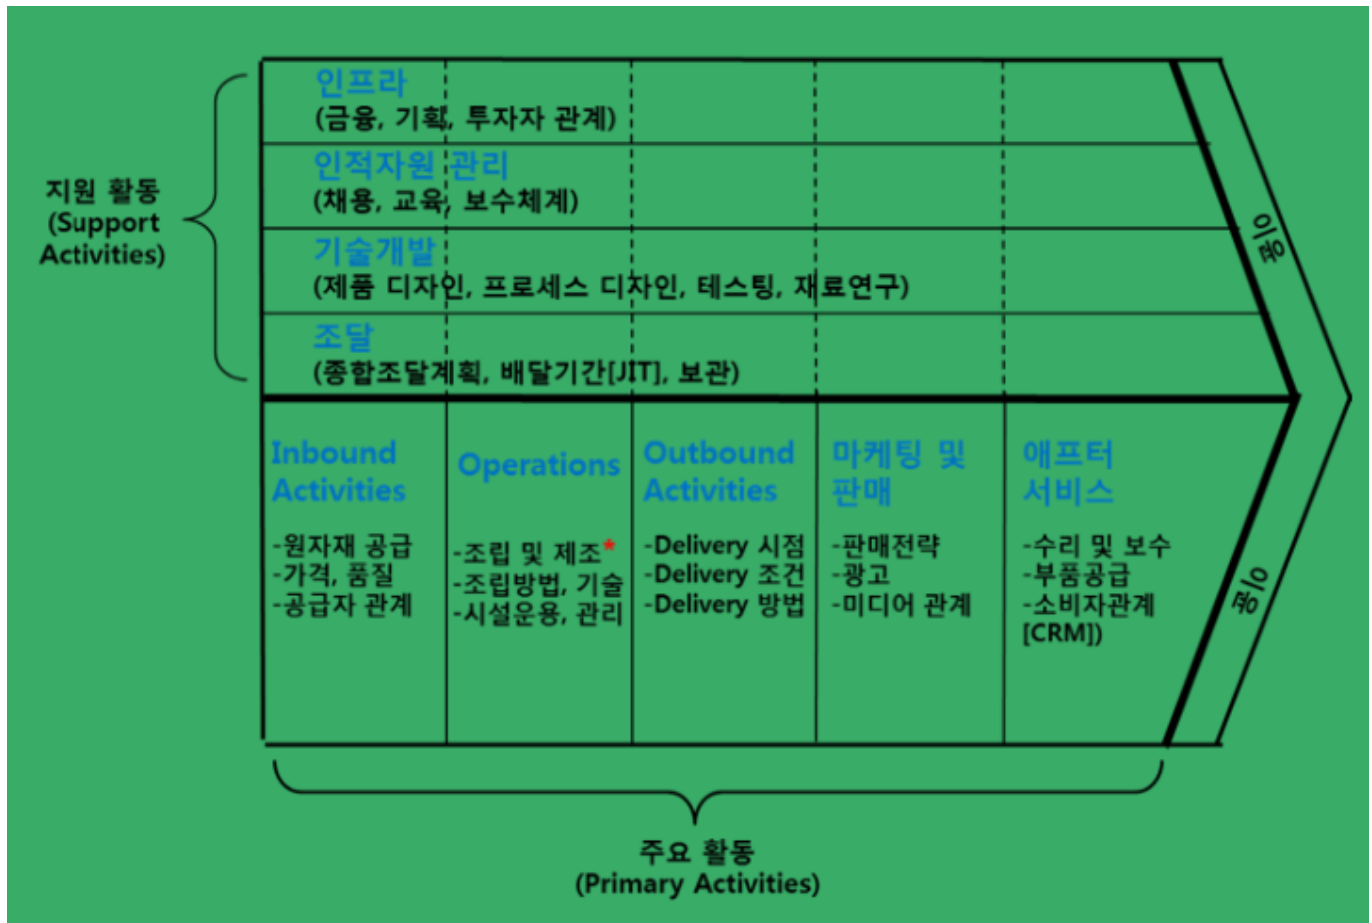 인프라
(금융, 기획, 투자자 관계)
인적자원 관리
(채용, 교육, 보수체계)
지원 활동
(Support
Activities)
기술개발
(제품 디자인, 프로세스 디자인, 테스팅, 재료연구)
조달
(종합조달계획, 배달기간[JIT], 보관)
이윤
Inbound
Activities
-원자재 공급
-가격, 품질
-공급자 관계
Operations
-조립 및 제조*
-조립방법, 기술
-시설운용, 관리
Outbound
Activities
-Delivery 시점
-Delivery 조건
-Delivery 방법
마케팅 및
판매
-판매전략
-광고
-미디어 관계
애프터
서비스
-수리 및 보수
-부품공급
-소비자관계
[CRM])
이윤
주요 활동
(Primary Activities)